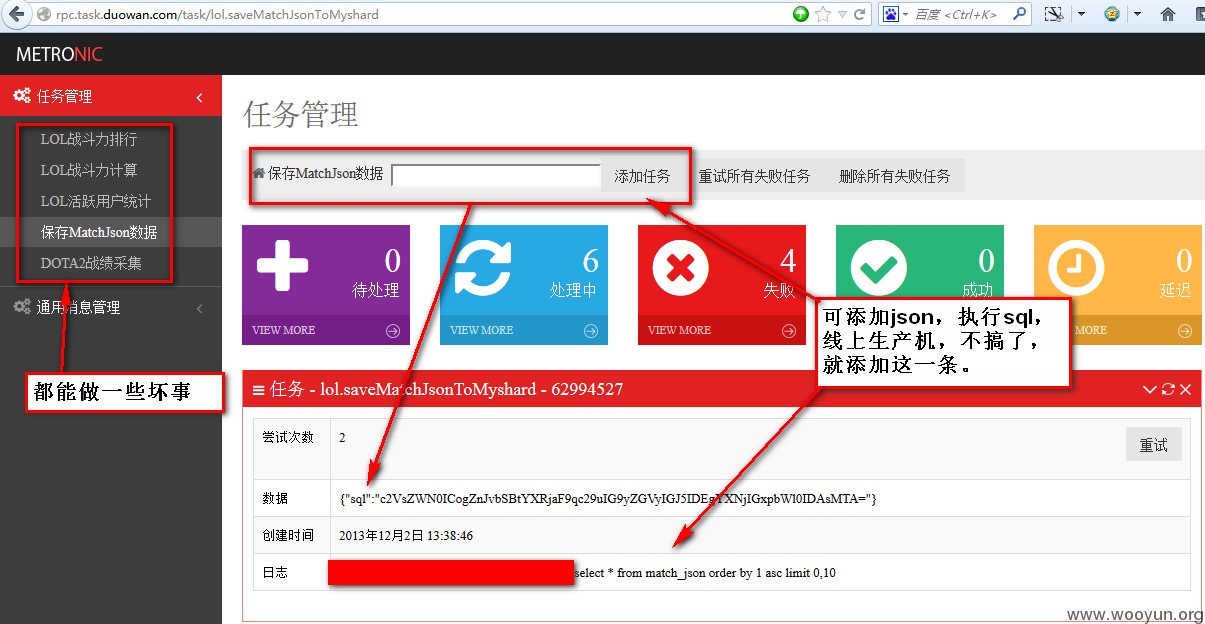 rpc.task.duowan.com/task/lol.saveMatchJsonToMyshard
百度 <Ctrl+K>
METRONIC
任务管理
LOL战斗力排行
LOL战斗力计算
LOL活跃用户统计
保存MatchJson数据
DOTA2战绩采集
通用消息管理
都能做一些坏事
任务管理
保存MatchJson数据
添加任务
重试所有失败任务
删除所有失败任务
0
待处理
VIEW MORE
6
处理中
VIEW MORE
4
失败
VIEW MORE
0
成功
0
延迟
MORE
可添加json，执行sql，
线上生产机，不搞了，
就添加这一条。
任务 - lol.saveMatchJsonToMyshard - 62994527
尝试次数 2
重试
数据 {"sql":"c2VsZWN0ICogZnJvbSBtYXRjaF9qc29uIG9yZGVyIGJ5IDEgYXNjIGxpbWl0IDAsMTA="}
创建时间 2013年12月2日 13:38:46
日志 select * from match_json order by 1 asc limit 0,10
www.wooyun.org